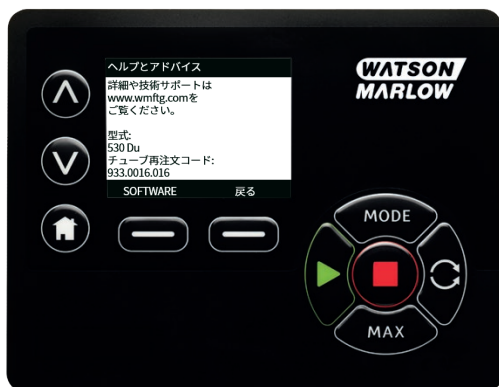 ヘルプとアドバイス
WATSON
MARLOW
詳細や技術サポートは
www.wmftg.comを
ご覧ください。
型式:
530 Du
チューブ再注文コード:
933.0016.016
SOFTWARE
戻る
MODE
MAX